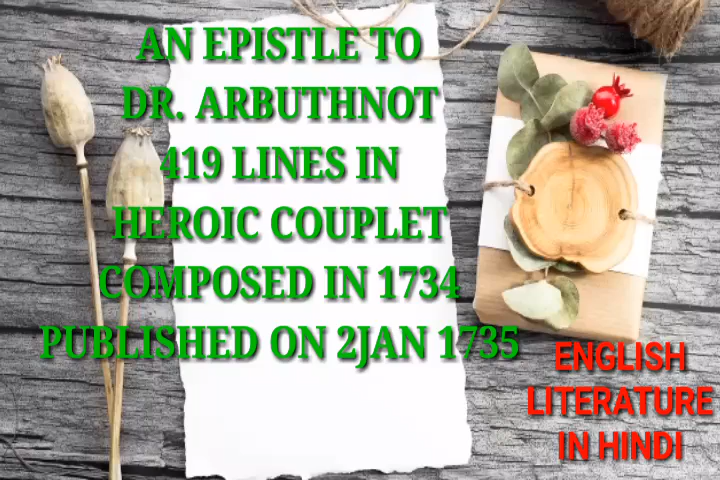 AN EPISTLE TO
DR. ARBUTHNOT
419 LINES IN
HEROIC COUPLET
COMPOSED IN 1734
PUBLISHED ON 2JAN 1735
ENGLISH
LITERATURE
IN HINDI